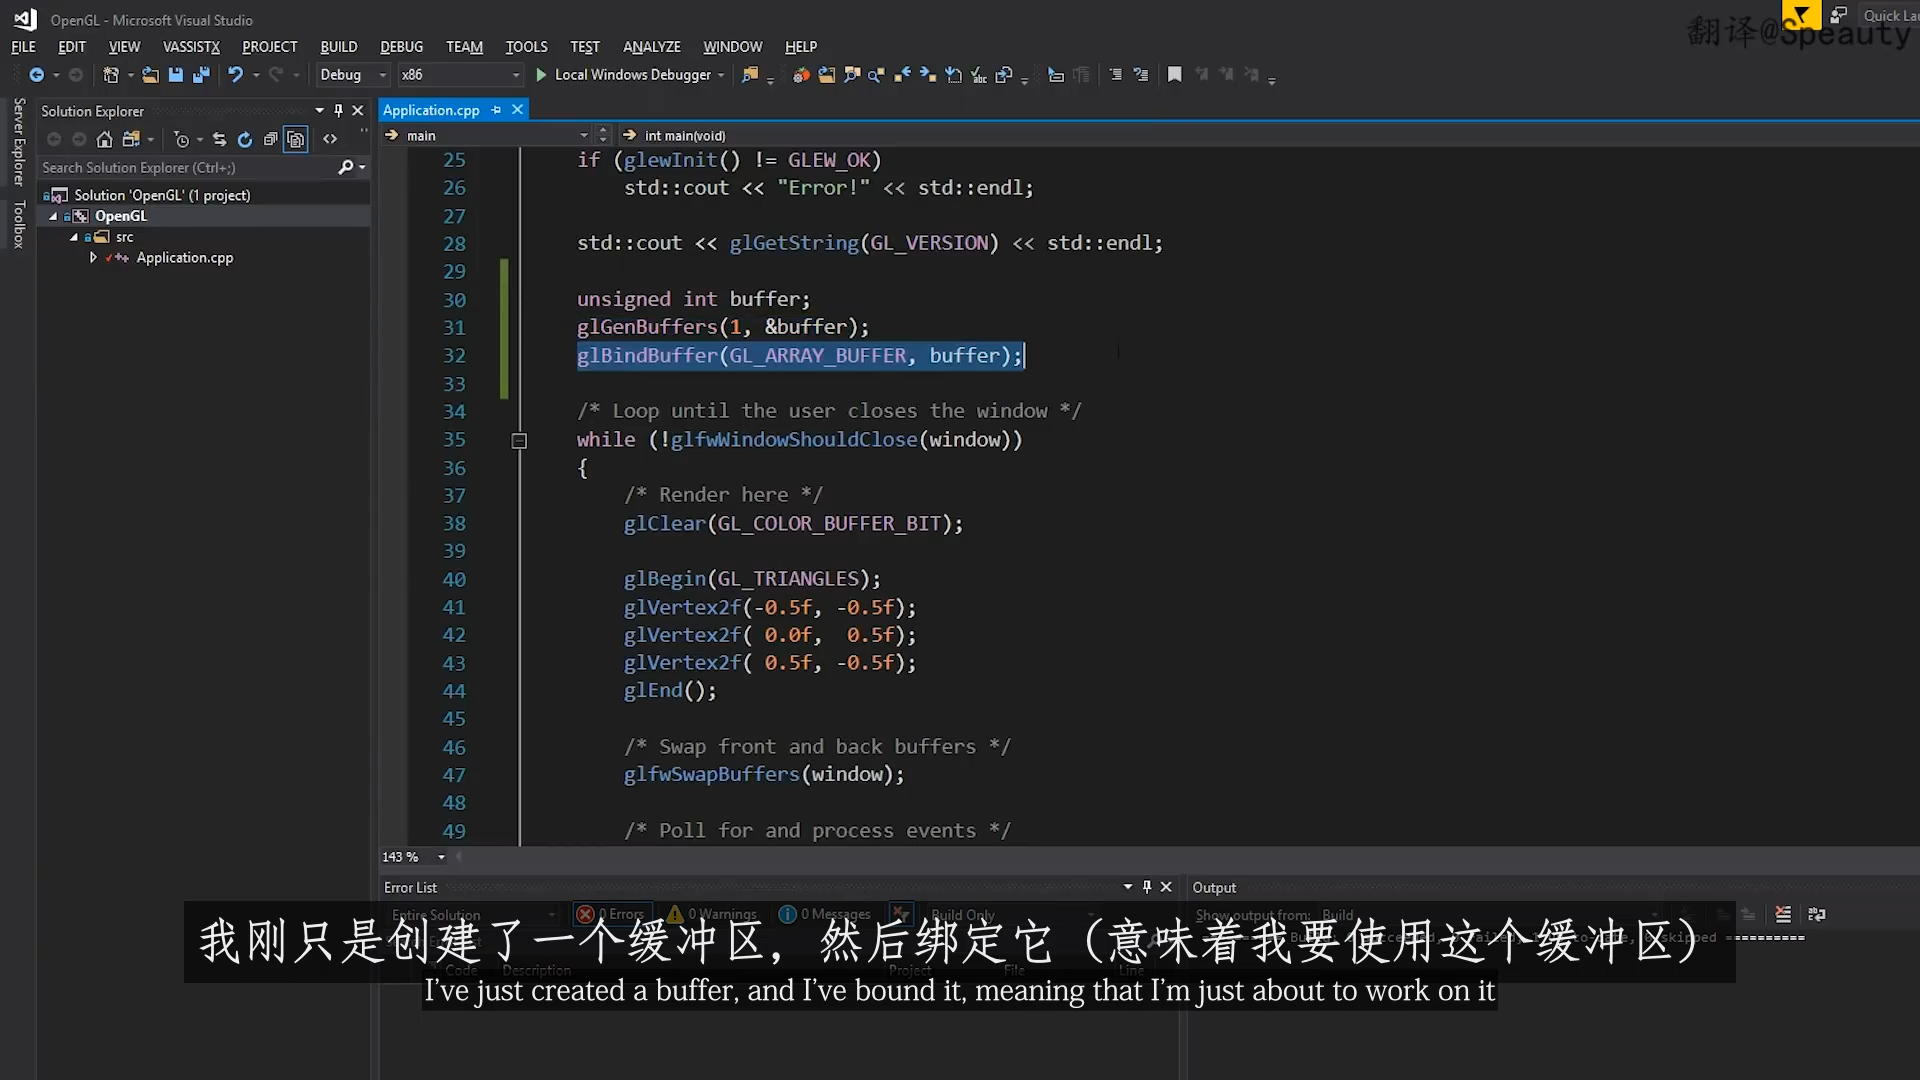 OpenGL - Microsoft Visual Studio
Quick Lau
翻译@Speauty
FILE EDIT VIEW VASSISTX PROJECT BUILD DEBUG TEAM TOOLS TEST ANALYZE WINDOW HELP
Debug x86 Local Windows Debugger
Server Explorer
Toolbox
Solution Explorer
Search Solution Explorer (Ctrl+;)
Solution 'OpenGL' (1 project)
OpenGL
src
Application.cpp
Application.cpp
main int main(void)
25 if (glewInit() != GLEW_OK)
26 std::cout << "Error!" << std::endl;
27
28 std::cout << glGetString(GL_VERSION) << std::endl;
29
30 unsigned int buffer;
31 glGenBuffers(1, &buffer);
32 glBindBuffer(GL_ARRAY_BUFFER, buffer);
33
34 /* Loop until the user closes the window */
35 while (!glfwWindowShouldClose(window))
36 {
37 /* Render here */
38 glClear(GL_COLOR_BUFFER_BIT);
39
40 glBegin(GL_TRIANGLES);
41 glVertex2f(-0.5f, -0.5f);
42 glVertex2f( 0.0f,  0.5f);
43 glVertex2f( 0.5f, -0.5f);
44 glEnd();
45
46 /* Swap front and back buffers */
47 glfwSwapBuffers(window);
48
49 /* Poll for and process events */
143 %
Error List
Entire Solution 0 Errors 0 Warnings 0 Messages Build Only
Code Description Project File Line
Output
Show output from: Build
skipped ==========
我刚只是创建了一个缓冲区，然后绑定它（意味着我要使用这个缓冲区）
I've just created a buffer, and I've bound it, meaning that I'm just about to work on it